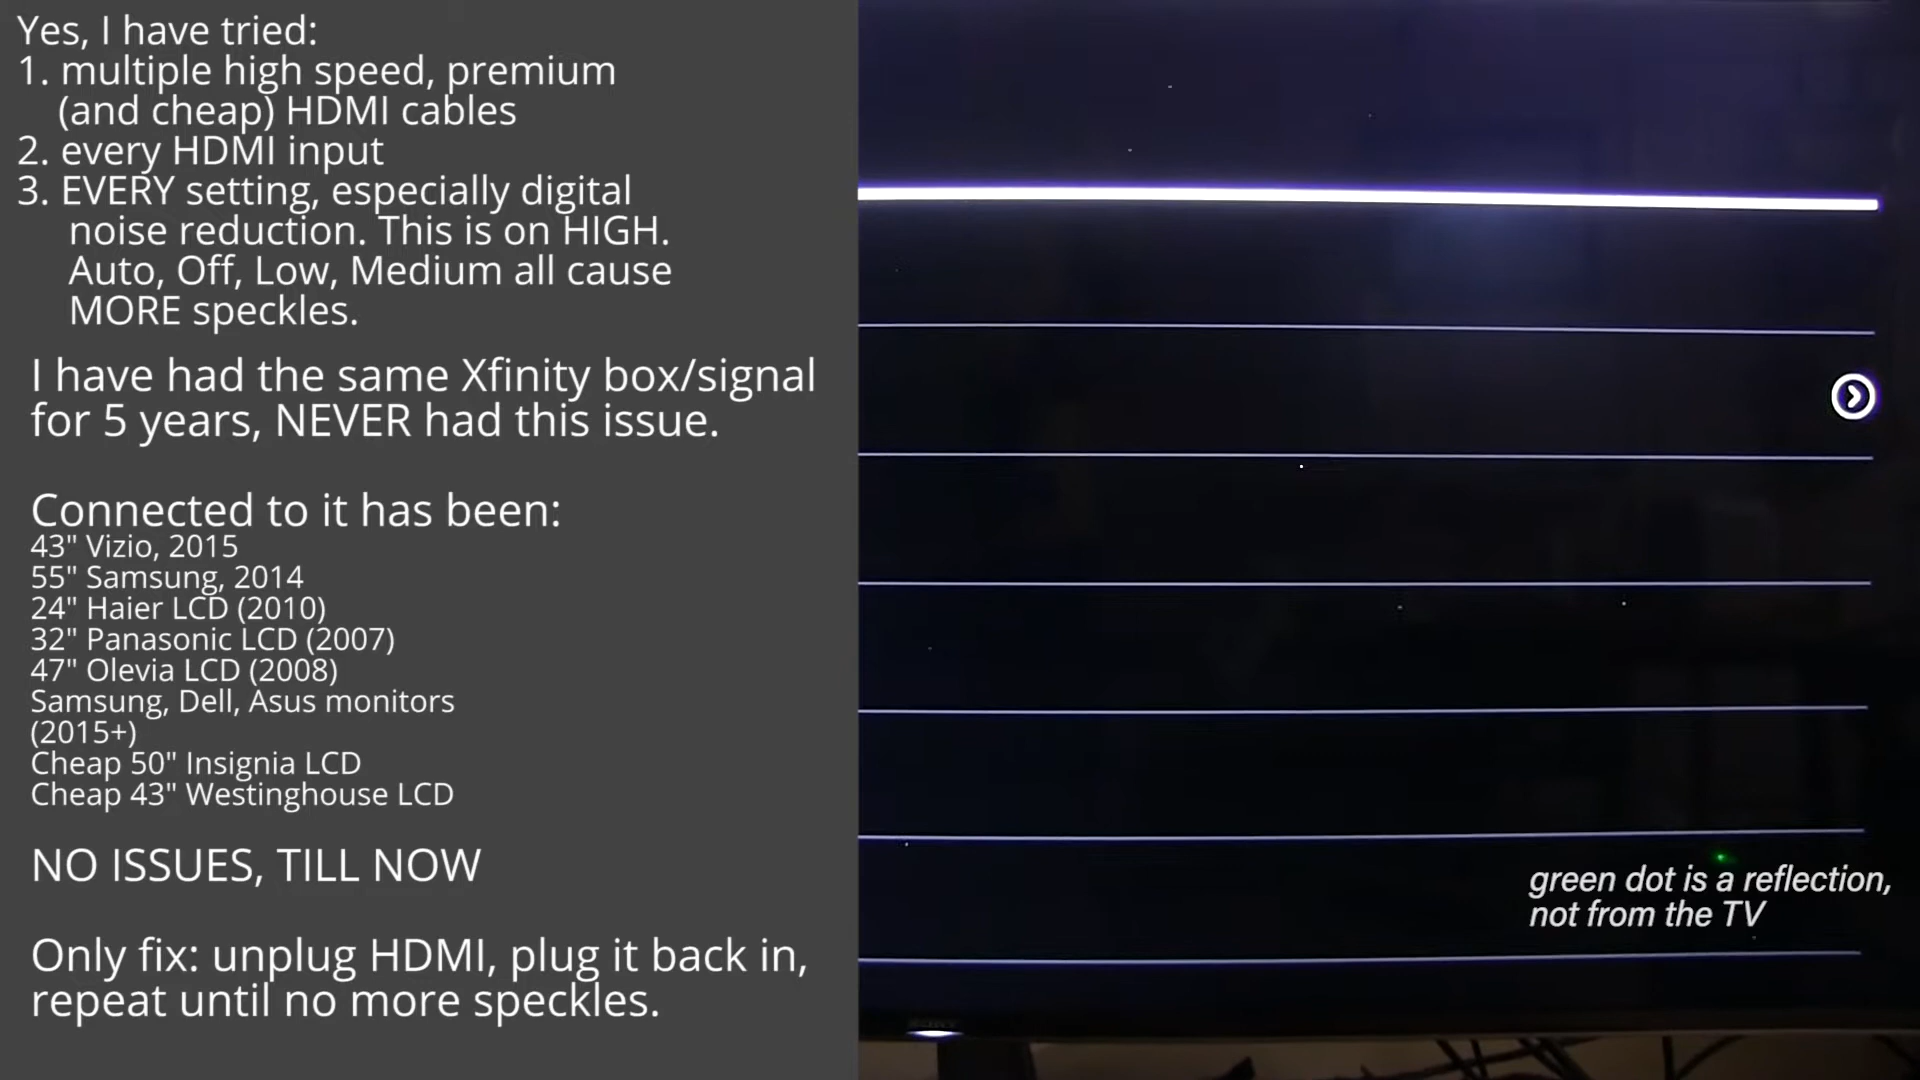 Yes, I have tried:
1. multiple high speed, premium
(and cheap) HDMI cables
2. every HDMI input
3. EVERY setting, especially digital
noise reduction. This is on HIGH.
Auto, Off, Low, Medium all cause
MORE speckles.
I have had the same Xfinity box/signal
for 5 years, NEVER had this issue.
Connected to it has been:
43" Vizio, 2015
55" Samsung, 2014
24" Haier LCD (2010)
32" Panasonic LCD (2007)
47" Olevia LCD (2008)
Samsung, Dell, Asus monitors
(2015+)
Cheap 50" Insignia LCD
Cheap 43" Westinghouse LCD
NO ISSUES, TILL NOW
Only fix: unplug HDMI, plug it back in,
repeat until no more speckles.
green dot is a reflection,
not from the TV